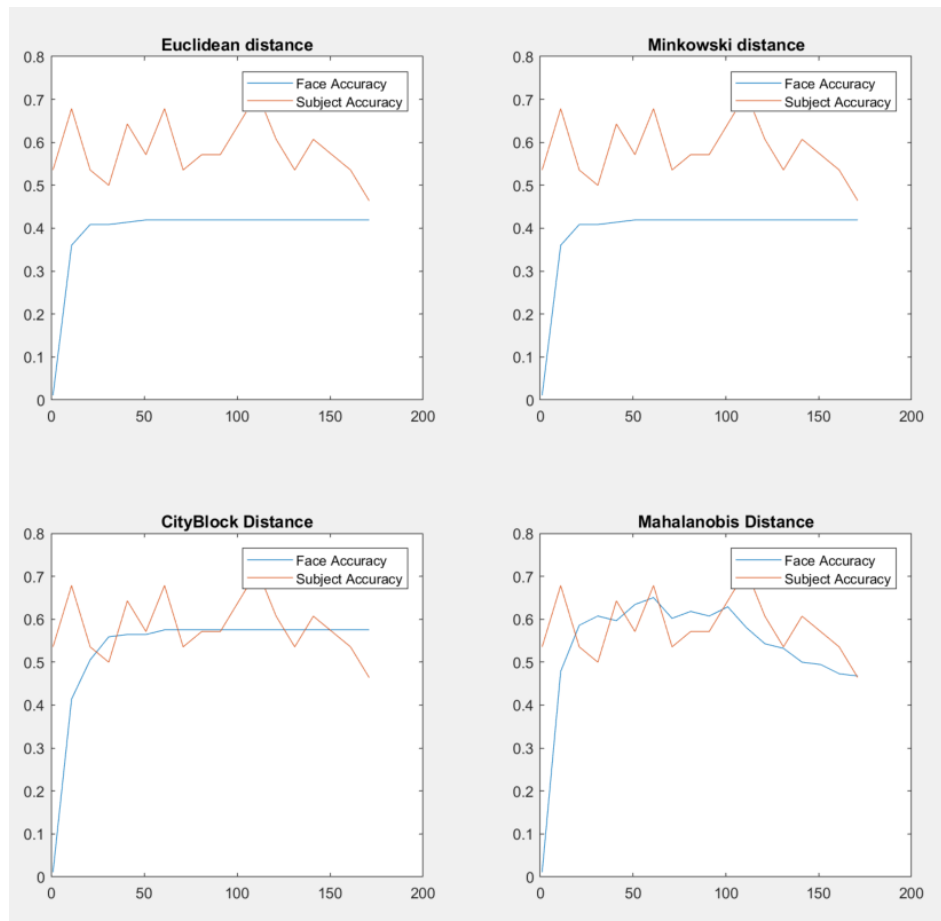 Euclidean distance
0.8
0.7
0.6
0.5
0.4
0.3
0.2
0.1
0
0 50 100 150 200
Face Accuracy
Subject Accuracy
Minkowski distance
0.8
0.7
0.6
0.5
0.4
0.3
0.2
0.1
0
0 50 100 150 200
Face Accuracy
Subject Accuracy
CityBlock Distance
0.8
0.7
0.6
0.5
0.4
0.3
0.2
0.1
0
0 50 100 150 200
Face Accuracy
Subject Accuracy
Mahalanobis Distance
0.8
0.7
0.6
0.5
0.4
0.3
0.2
0.1
0
0 50 100 150 200
Face Accuracy
Subject Accuracy